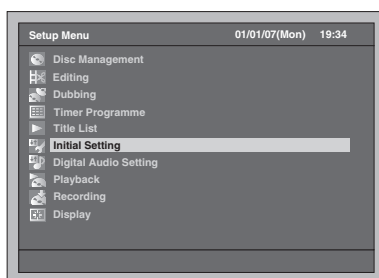 Setup Menu 01/01/07(Mon) 19:34
Disc Management
Editing
Dubbing
Timer Programme
Title List
Initial Setting
Digital Audio Setting
Playback
Recording
Display